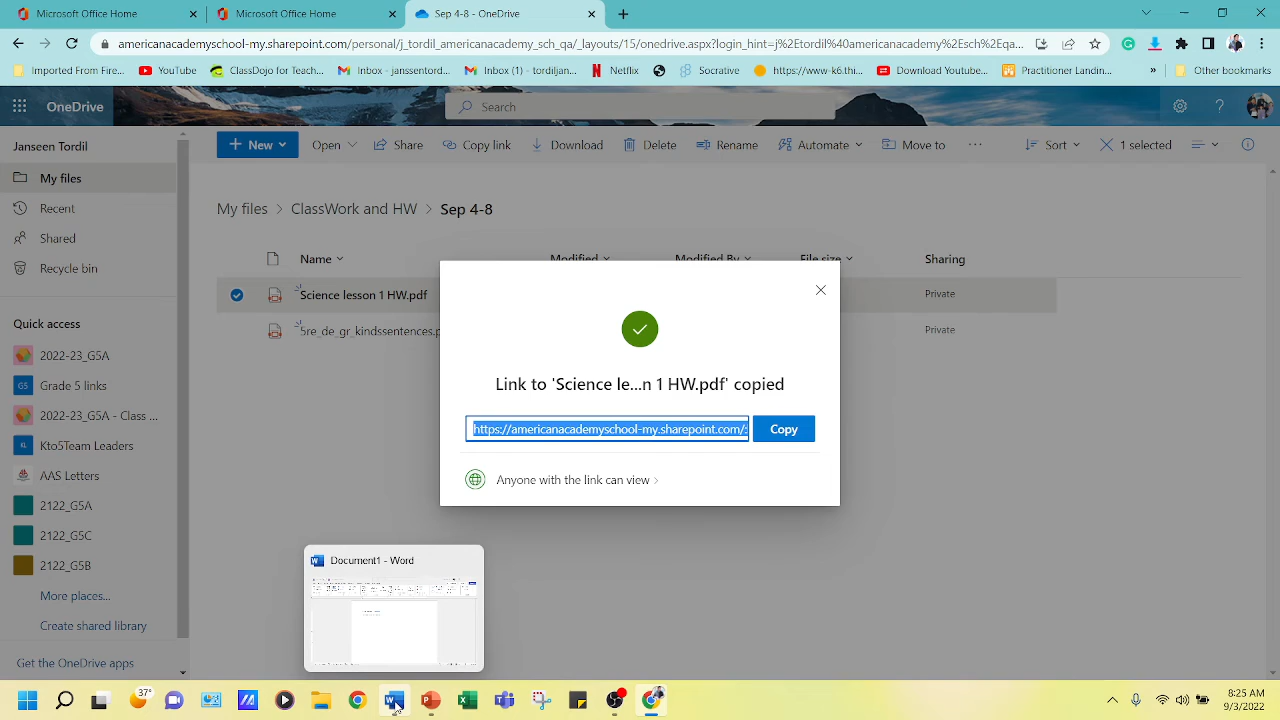 Microsoft Office Home
Microsoft Office Home
Sep 4-8 - OneDrive
americanacademyschool-my.sharepoint.com/personal/j_tordil_americanacademy_sch_qa/_layouts/15/onedrive.aspx?login_hint=j%2Etordil%40americanacademy%2Esch%2Eqa...
Imported From Fire...
YouTube
ClassDojo for Teach...
Inbox - janssentord...
Inbox (1) - tordiljan...
Netflix
Socrative
https://www-k6.thi...
Download Youtube...
Practitioner Landin...
»
Other bookmarks
OneDrive
Search
Janseen Tordil
New
Open
Share
Copy link
Download
Delete
Rename
Automate
Move to
...
Sort
1 selected
My files
Recent
Shared
Recycle bin
Quick access
2022-23_G5A
G5
Grade 5 links
2022-23_G5A - Class ...
KL
KnoTeam Leaders
AAS Letters
2122_G5A
2122_G5C
2122_G5B
More places...
Create shared library
Get the OneDrive apps
My files > ClassWork and HW > Sep 4-8
Name
Modified
Modified By
File size
Sharing
Science lesson 1 HW.pdf
Private
5re_de_gr_kindssentences.p
Private
Link to 'Science le...n 1 HW.pdf' copied
https://americanacademyschool-my.sharepoint.com/:
Copy
Anyone with the link can view
Document1 - Word
37°
8:25 AM
9/3/2022